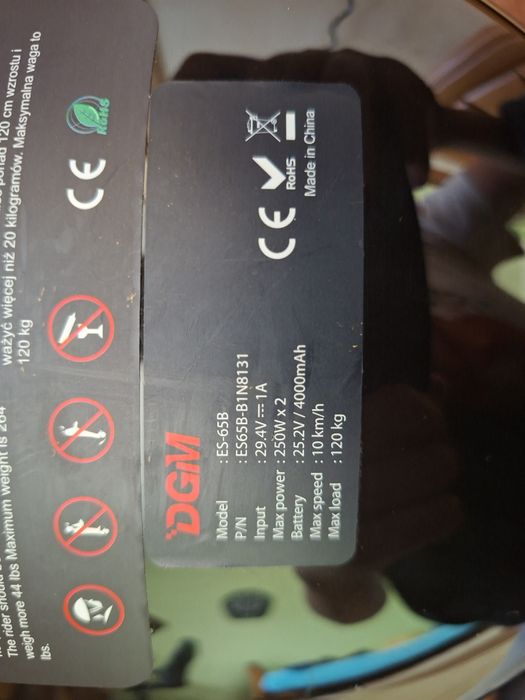 ponad 120 cm wzrostu i
ważyć więcej niż 20 kilogramów. Maksymalna waga to
120 kg
The rider should
weigh more 44 lbs Maximum weight is 264
lbs.
CE
RoHS
DGM
Model : ES-65B
P/N : ES65B-B1N8131
Input : 29.4V ⎓ 1A
Max power : 250W x 2
Battery : 25.2V / 4000mAh
Max speed : 10 km/h
Max load : 120 kg
CE
RoHS
Made in China